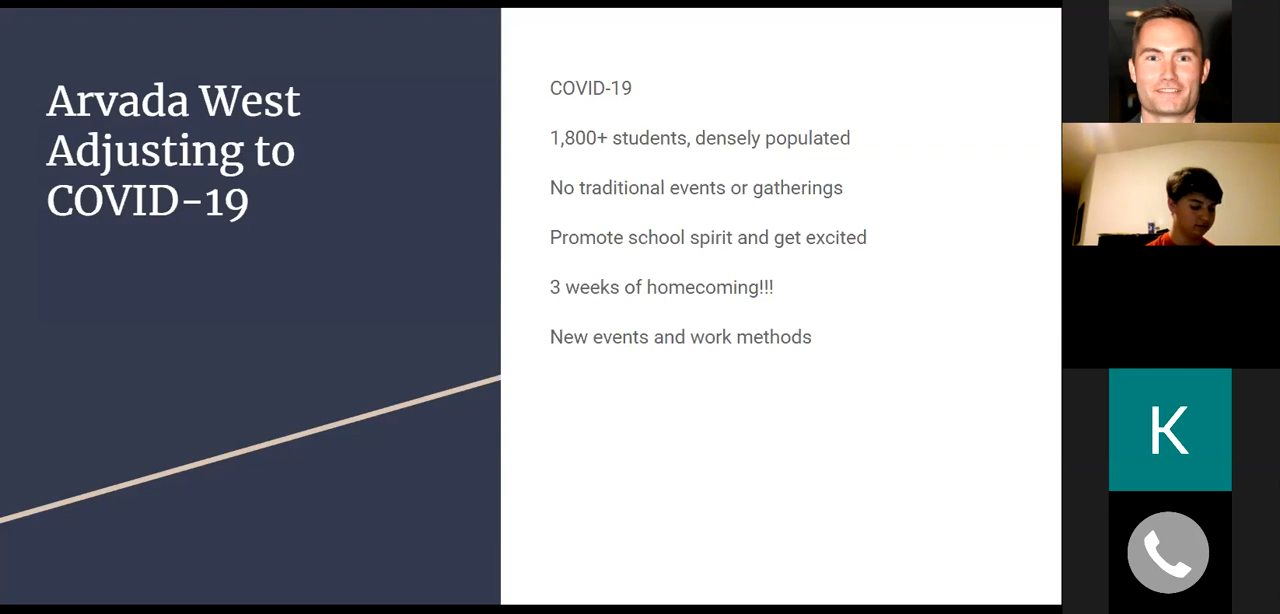 Arvada West
Adjusting to
COVID-19
COVID-19
1,800+ students, densely populated
No traditional events or gatherings
Promote school spirit and get excited
3 weeks of homecoming!!!
New events and work methods
K